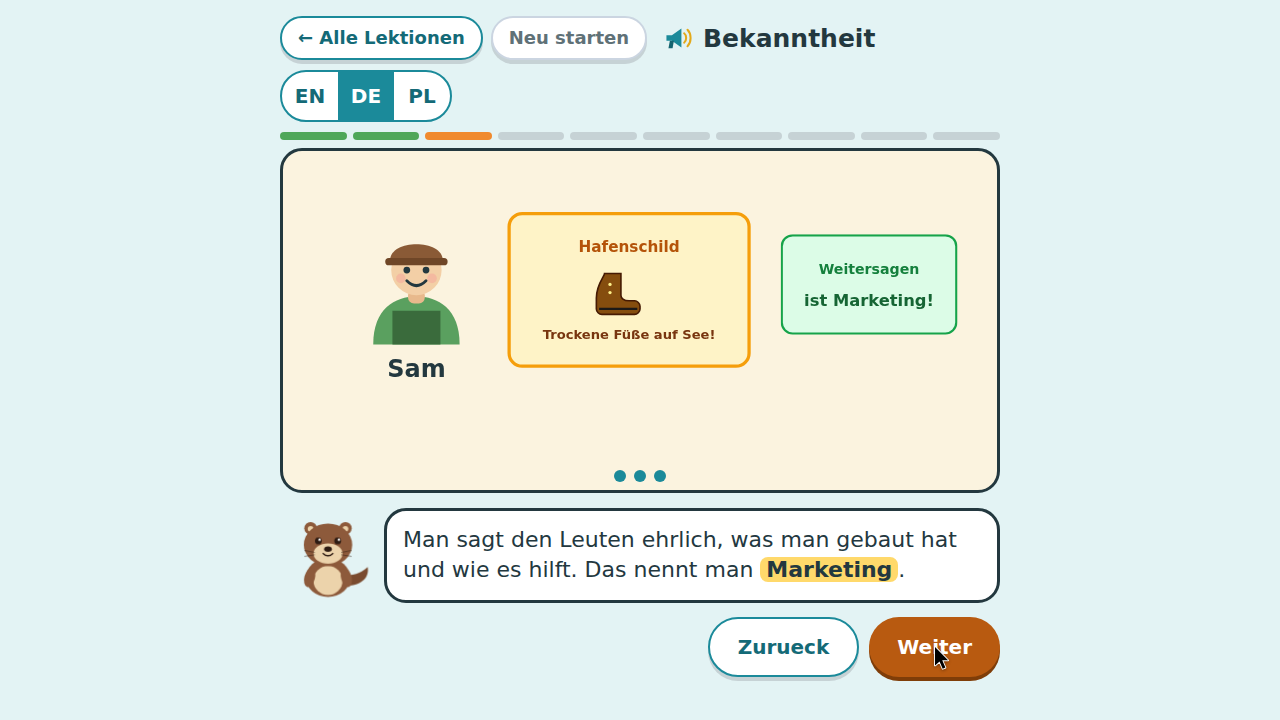 ← Alle Lektionen
Neu starten
Bekanntheit
EN
DE
PL
Hafenschild
Trockene Füße auf See!
Weitersagen
ist Marketing!
Sam
Man sagt den Leuten ehrlich, was man gebaut hat
und wie es hilft. Das nennt man Marketing.
Zurueck
Weiter